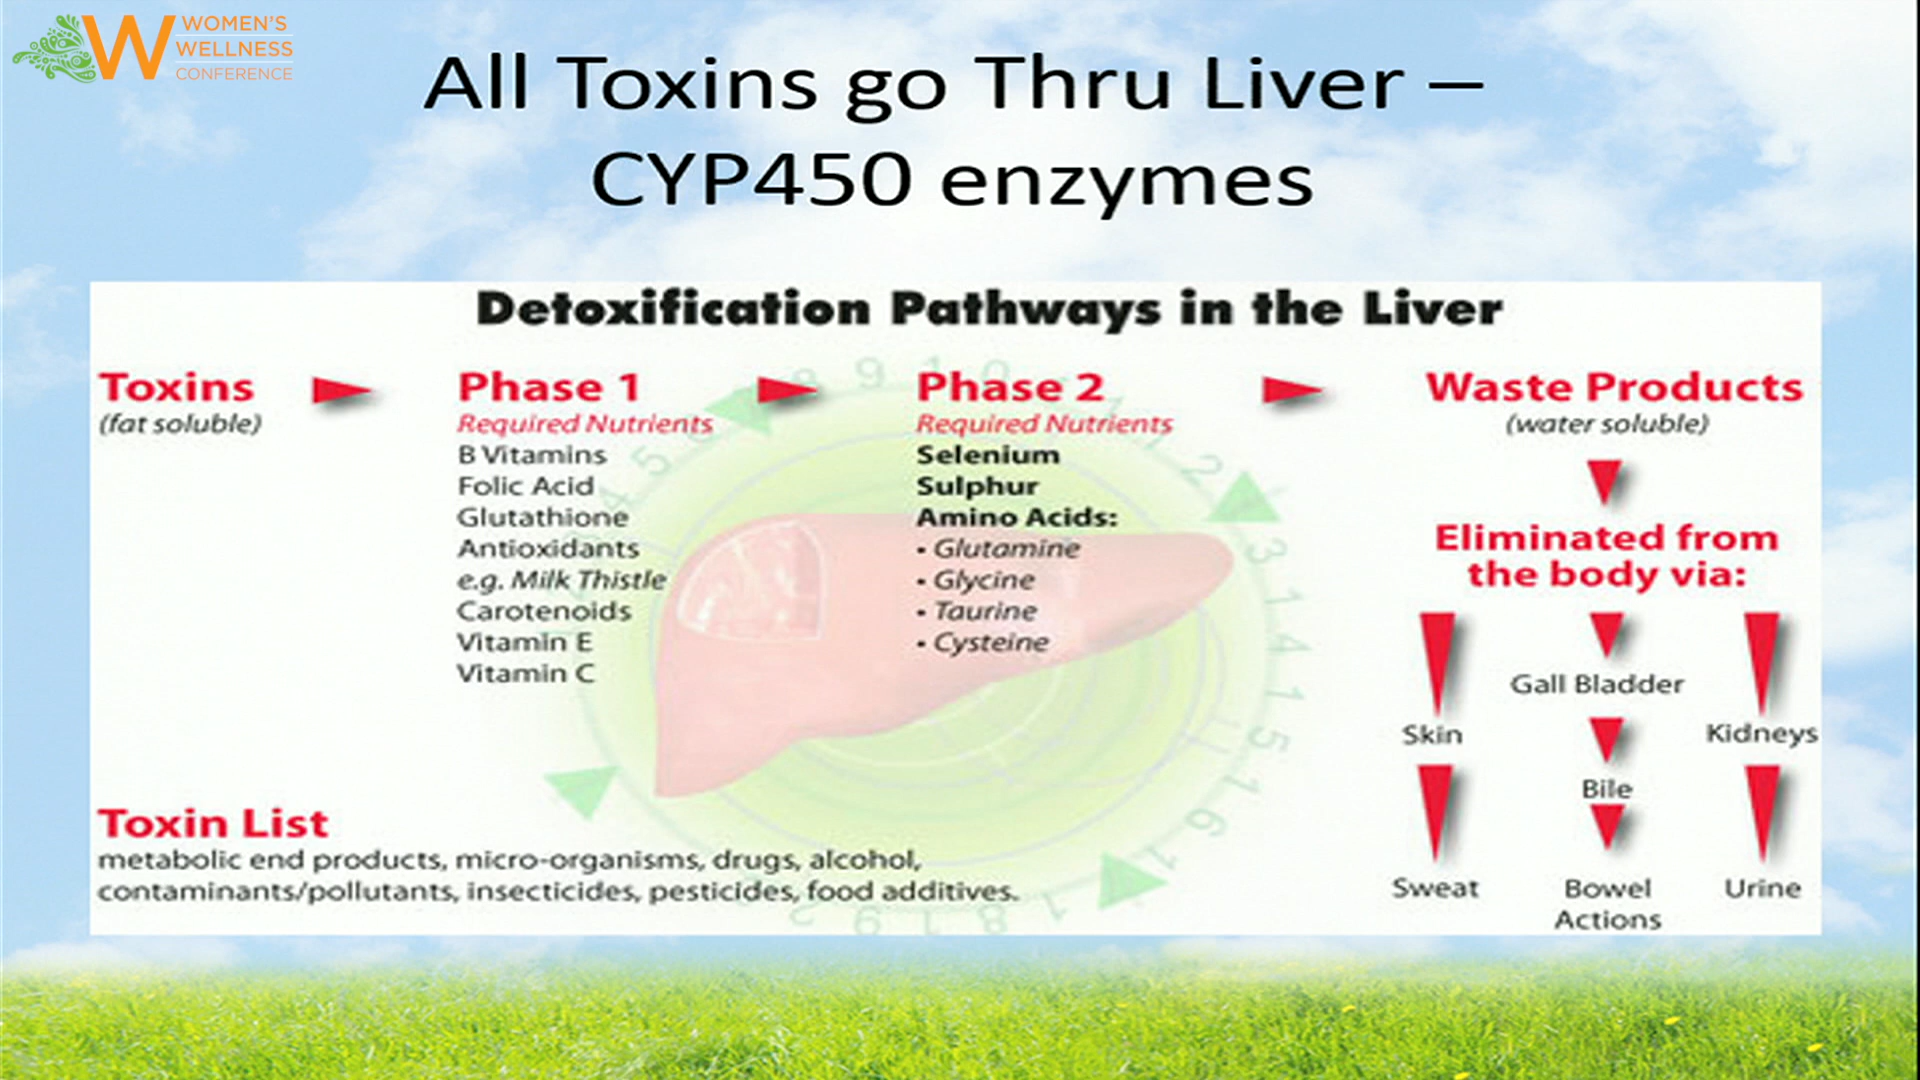 WOMEN'S
WELLNESS
CONFERENCE
All Toxins go Thru Liver –
CYP450 enzymes
Detoxification Pathways in the Liver
Toxins
(fat soluble)
Phase 1
Required Nutrients
B Vitamins
Folic Acid
Glutathione
Antioxidants
e.g. Milk Thistle
Carotenoids
Vitamin E
Vitamin C
Phase 2
Required Nutrients
Selenium
Sulphur
Amino Acids:
• Glutamine
• Glycine
• Taurine
• Cysteine
Waste Products
(water soluble)
Eliminated from
the body via:
Skin
Sweat
Gall Bladder
Bile
Bowel
Actions
Kidneys
Urine
Toxin List
metabolic end products, micro-organisms, drugs, alcohol,
contaminants/pollutants, insecticides, pesticides, food additives.